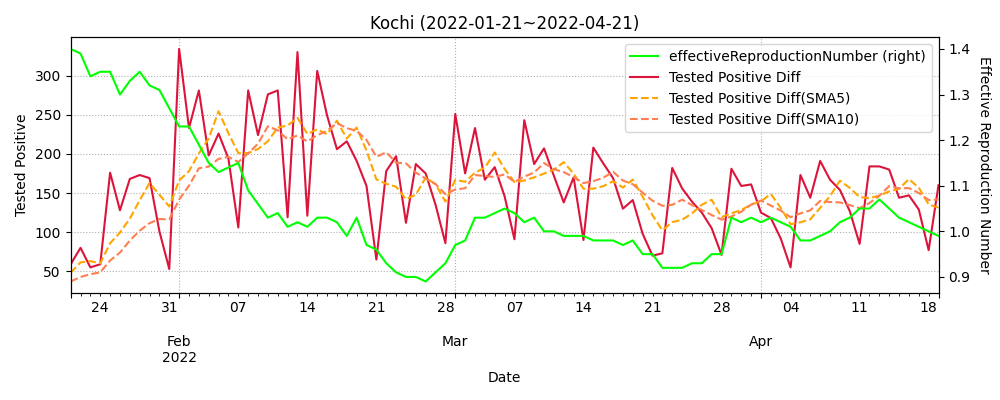 Kochi (2022-01-21~2022-04-21)
effectiveReproductionNumber (right)
Tested Positive Diff
Tested Positive Diff(SMA5)
Tested Positive Diff(SMA10)
Tested Positive
300
250
200
150
100
50
1.4
1.3
1.2
1.1
1.0
0.9
Effective Reproduction Number
24 31 07 14 21 28 07 14 21 28 04 11 18
Feb Mar Apr
2022
Date